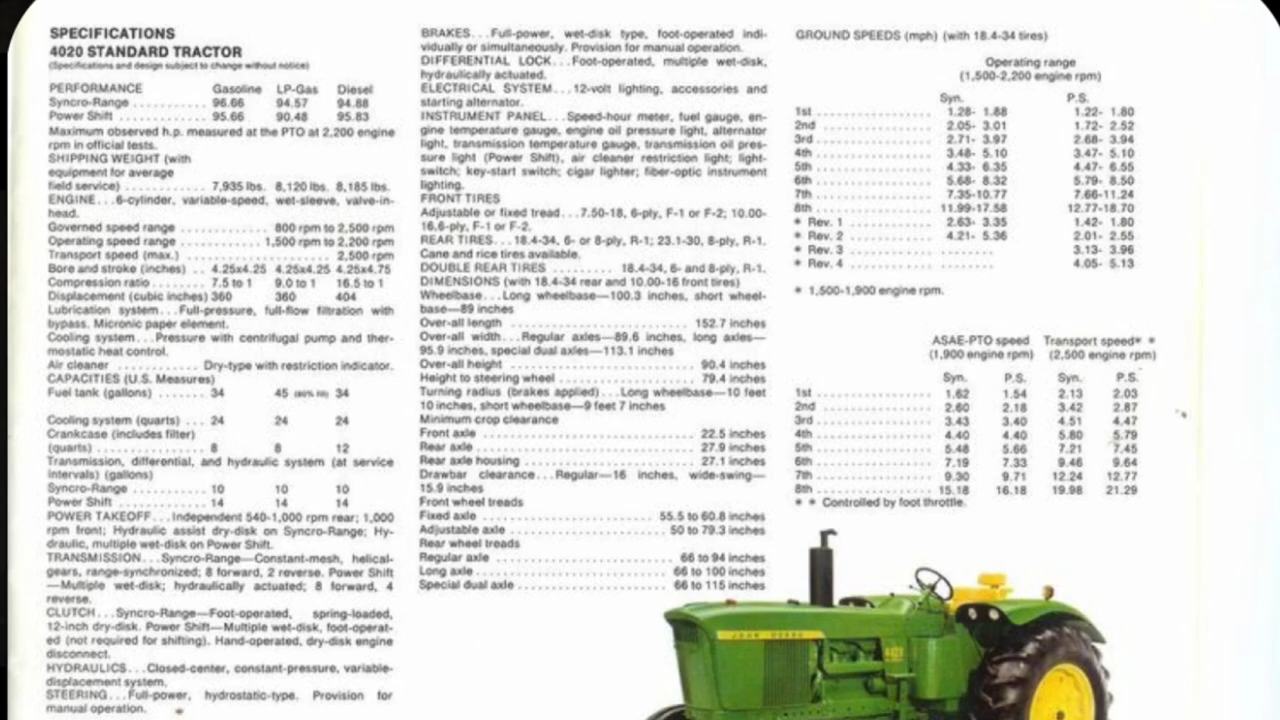 SPECIFICATIONS
4020 STANDARD TRACTOR
(Specifications and design subject to change without notice)
PERFORMANCE Gasoline LP-Gas Diesel
Syncro-Range .......... 96.66 94.57 94.88
Power Shift ............ 95.66 90.48 95.83
Maximum observed h.p. measured at the PTO at 2,200 engine
rpm in official tests.
SHIPPING WEIGHT (with
equipment for average
field service) ........... 7,935 lbs. 8,120 lbs. 8,185 lbs.
ENGINE...6-cylinder, variable-speed, wet-sleeve, valve-in-
head.
Governed speed range ............... 800 rpm to 2,500 rpm
Operating speed range ............ 1,500 rpm to 2,200 rpm
Transport speed (max.) ....................... 2,500 rpm
Bore and stroke (inches) .. 4.25x4.25 4.25x4.25 4.25x4.75
Compression ratio ........ 7.5 to 1 9.0 to 1 16.5 to 1
Displacement (cubic inches) 360 360 404
Lubrication system...Full-pressure, full-flow filtration with
bypass. Micronic paper element.
Cooling system...Pressure with centrifugal pump and ther-
mostatic heat control.
Air cleaner ............ Dry-type with restriction indicator.
CAPACITIES (U.S. Measures)
Fuel tank (gallons) ....... 34 45 (80% fill) 34
Cooling system (quarts) ... 24 24 24
Crankcase (includes filter)
(quarts) ................. 8 8 12
Transmission, differential, and hydraulic system (at service
intervals) (gallons)
Syncro-Range .......... 10 10 10
Power Shift ............ 14 14 14
POWER TAKEOFF...Independent 540-1,000 rpm rear; 1,000
rpm front; Hydraulic assist dry-disk on Syncro-Range; Hy-
draulic, multiple wet-disk on Power Shift.
TRANSMISSION...Syncro-Range—Constant-mesh, helical-
gears, range-synchronized; 8 forward, 2 reverse. Power Shift
—Multiple wet-disk; hydraulically actuated; 8 forward, 4
reverse.
CLUTCH...Syncro-Range—Foot-operated, spring-loaded,
12-inch dry-disk. Power Shift—Multiple wet-disk, foot-operat-
ed (not required for shifting). Hand-operated, dry-disk engine
disconnect.
HYDRAULICS...Closed-center, constant-pressure, variable-
displacement system.
STEERING...Full-power, hydrostatic-type. Provision for
manual operation.
BRAKES...Full-power, wet-disk type, foot-operated indi-
vidually or simultaneously. Provision for manual operation.
DIFFERENTIAL LOCK...Foot-operated, multiple wet-disk,
hydraulically actuated.
ELECTRICAL SYSTEM...12-volt lighting, accessories and
starting alternator.
INSTRUMENT PANEL...Speed-hour meter, fuel gauge, en-
gine temperature gauge, engine oil pressure light, alternator
light, transmission temperature gauge, transmission oil pres-
sure light (Power Shift), air cleaner restriction light; light-
switch; key-start switch; cigar lighter; fiber-optic instrument
lighting.
FRONT TIRES
Adjustable or fixed tread...7.50-18, 6-ply, F-1 or F-2; 10.00-
16,6-ply, F-1 or F-2.
REAR TIRES...18.4-34, 6- or 8-ply, R-1; 23.1-30, 8-ply, R-1.
Cane and rice tires available.
DOUBLE REAR TIRES ......... 18.4-34, 6- and 8-ply, R-1.
DIMENSIONS (with 18.4-34 rear and 10.00-16 front tires)
Wheelbase...Long wheelbase—100.3 inches, short wheel-
base—89 inches
Over-all length ........................... 152.7 inches
Over-all width...Regular axles—89.6 inches, long axles—
95.9 inches, special dual axles—113.1 inches
Over-all height ............................ 90.4 inches
Height to steering wheel .................... 79.4 inches
Turning radius (brakes applied)...Long wheelbase—10 feet
10 inches, short wheelbase—9 feet 7 inches
Minimum crop clearance
Front axle ................................. 22.5 inches
Rear axle .................................. 27.9 inches
Rear axle housing .......................... 27.1 inches
Drawbar clearance...Regular—16 inches, wide-swing—
15.9 inches
Front wheel treads
Fixed axle ........................... 55.5 to 60.8 inches
Adjustable axle ........................ 50 to 79.3 inches
Rear wheel treads
Regular axle ............................ 66 to 94 inches
Long axle .............................. 66 to 100 inches
Special dual axle ....................... 66 to 115 inches
GROUND SPEEDS (mph) (with 18.4-34 tires)
Operating range
(1,500-2,200 engine rpm)
Syn. P.S.
1st .................. 1.28- 1.88 1.22- 1.80
2nd .................. 2.05- 3.01 1.72- 2.52
3rd .................. 2.71- 3.97 2.68- 3.94
4th .................. 3.48- 5.10 3.47- 5.10
5th .................. 4.33- 6.35 4.47- 6.55
6th .................. 5.68- 8.32 5.79- 8.50
7th .................. 7.35-10.77 7.66-11.24
8th .................. 11.99-17.58 12.77-18.70
* Rev. 1 .............. 2.63- 3.35 1.42- 1.80
* Rev. 2 .............. 4.21- 5.36 2.01- 2.55
* Rev. 3 .............. ........ 3.13- 3.96
* Rev. 4 .............. ........ 4.05- 5.13
* 1,500-1,900 engine rpm.
ASAE-PTO speed Transport speed* *
(1,900 engine rpm) (2,500 engine rpm)
Syn. P.S. Syn. P.S.
1st .................. 1.62 1.54 2.13 2.03
2nd .................. 2.60 2.18 3.42 2.87
3rd .................. 3.43 3.40 4.51 4.47
4th .................. 4.40 4.40 5.80 5.79
5th .................. 5.48 5.66 7.21 7.45
6th .................. 7.19 7.33 9.46 9.64
7th .................. 9.30 9.71 12.24 12.77
8th .................. 15.18 16.18 19.98 21.29
* * Controlled by foot throttle.
JOHN DEERE
4020